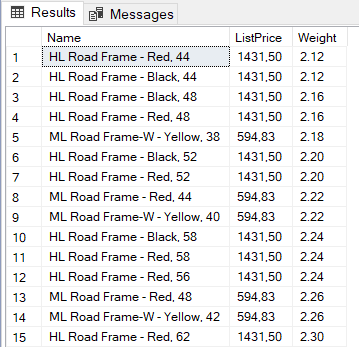 Results Messages
Name ListPrice Weight
1 HL Road Frame - Red, 44 1431,50 2.12
2 HL Road Frame - Black, 44 1431,50 2.12
3 HL Road Frame - Black, 48 1431,50 2.16
4 HL Road Frame - Red, 48 1431,50 2.16
5 ML Road Frame-W - Yellow, 38 594,83 2.18
6 HL Road Frame - Black, 52 1431,50 2.20
7 HL Road Frame - Red, 52 1431,50 2.20
8 ML Road Frame - Red, 44 594,83 2.22
9 ML Road Frame-W - Yellow, 40 594,83 2.22
10 HL Road Frame - Black, 58 1431,50 2.24
11 HL Road Frame - Red, 58 1431,50 2.24
12 HL Road Frame - Red, 56 1431,50 2.24
13 ML Road Frame - Red, 48 594,83 2.26
14 ML Road Frame-W - Yellow, 42 594,83 2.26
15 HL Road Frame - Red, 62 1431,50 2.30